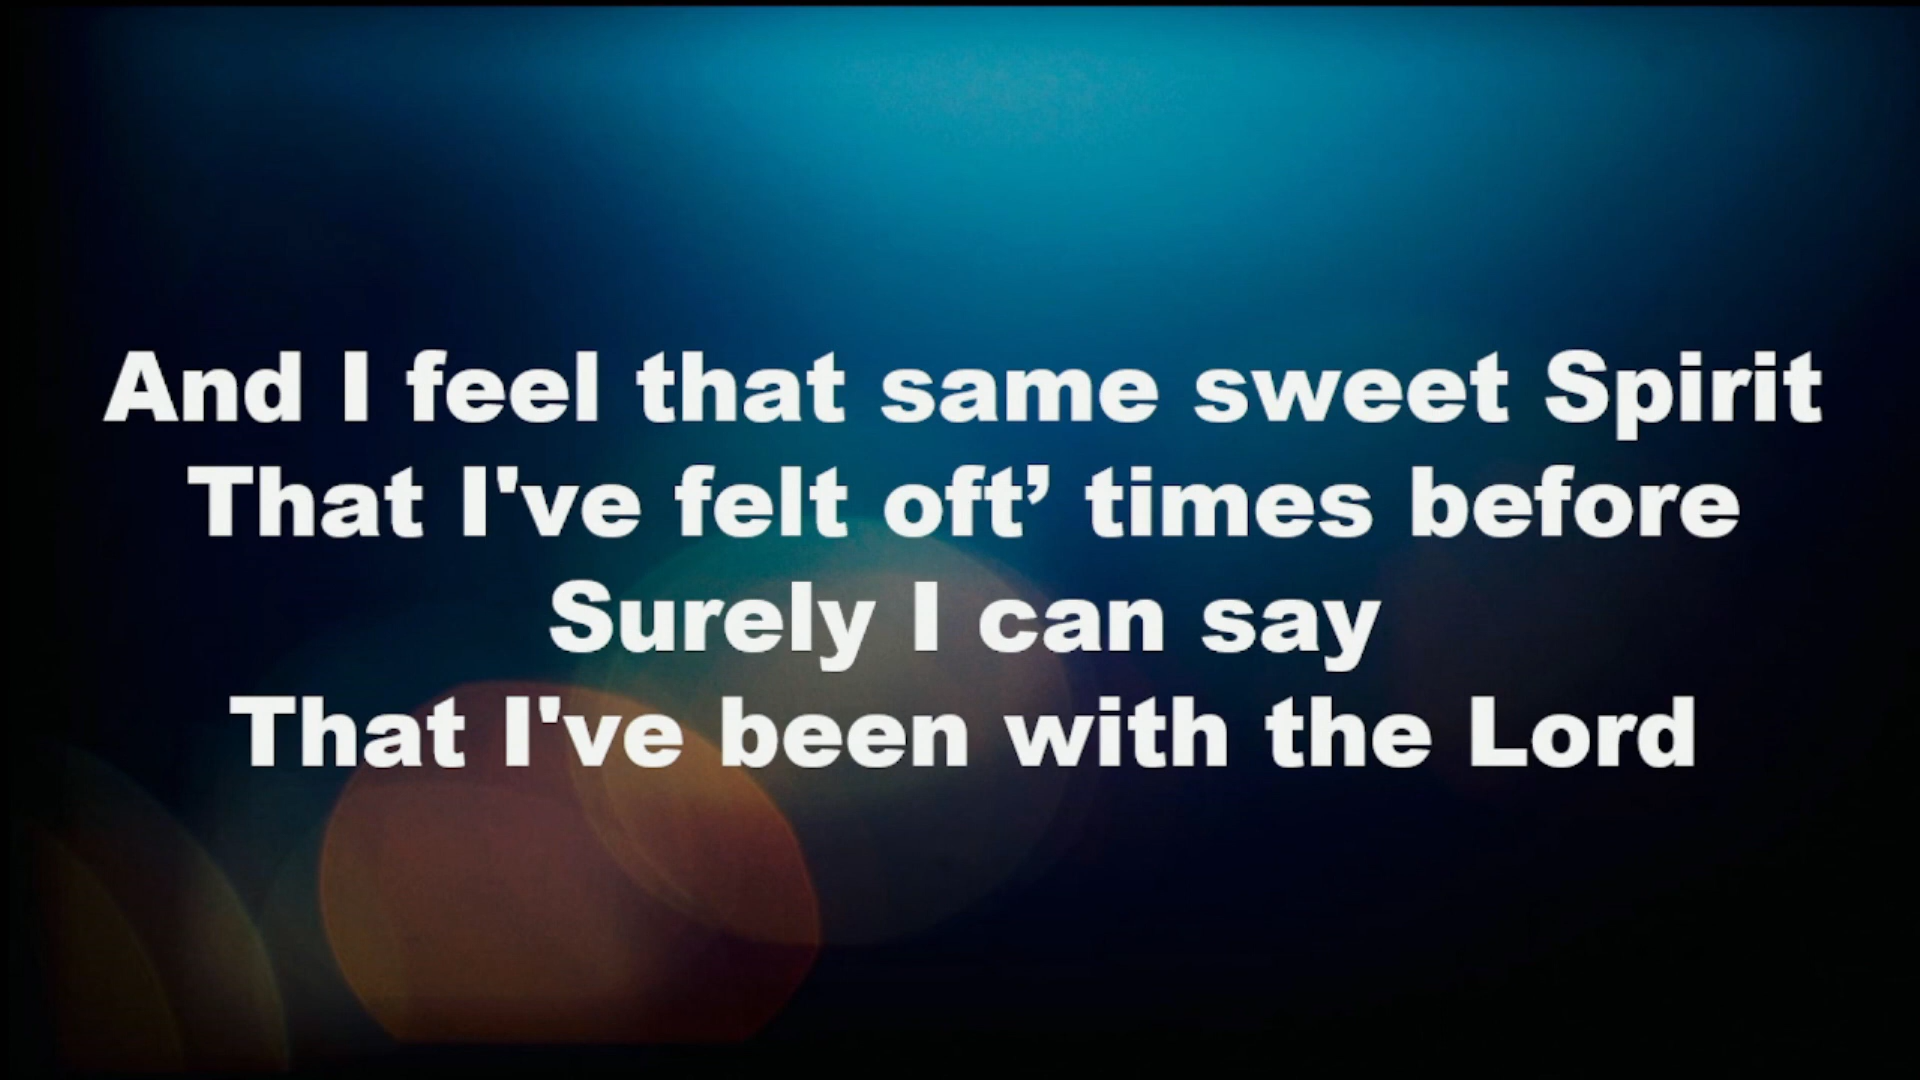 And I feel that same sweet Spirit
That I've felt oft’ times before
Surely I can say
That I've been with the Lord